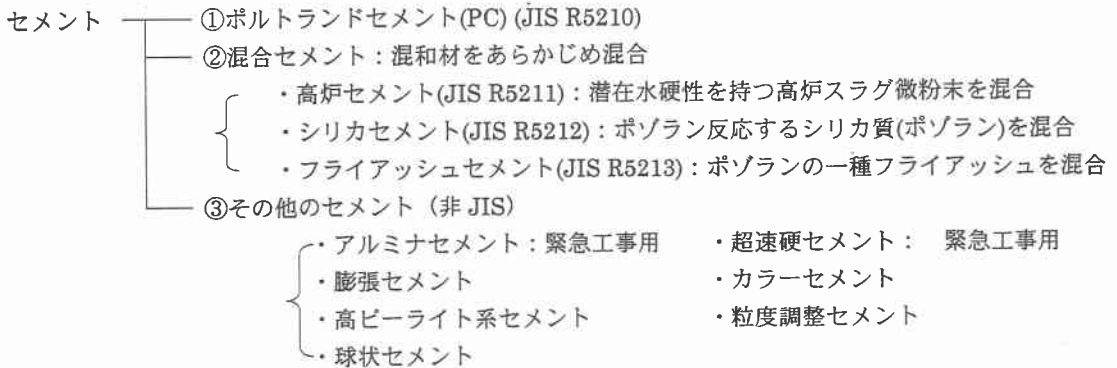 セメント ①ポルトランドセメント(PC) (JIS R5210)
②混合セメント：混和材をあらかじめ混合
・高炉セメント(JIS R5211)：潜在水硬性を持つ高炉スラグ微粉末を混合
・シリカセメント(JIS R5212)：ポゾラン反応するシリカ質(ポゾラン)を混合
・フライアッシュセメント(JIS R5213)：ポゾランの一種フライアッシュを混合
③その他のセメント（非 JIS）
・アルミナセメント：緊急工事用 ・超速硬セメント： 緊急工事用
・膨張セメント ・カラーセメント
・高ビーライト系セメント ・粒度調整セメント
・球状セメント